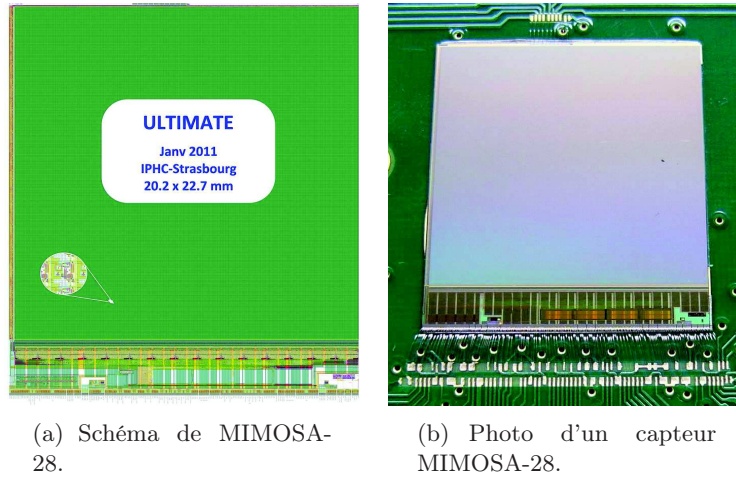 ULTIMATE
Janv 2011
IPHC-Strasbourg
20.2 x 22.7 mm
(a) Schéma de MIMOSA-
28.
(b) Photo d'un capteur
MIMOSA-28.